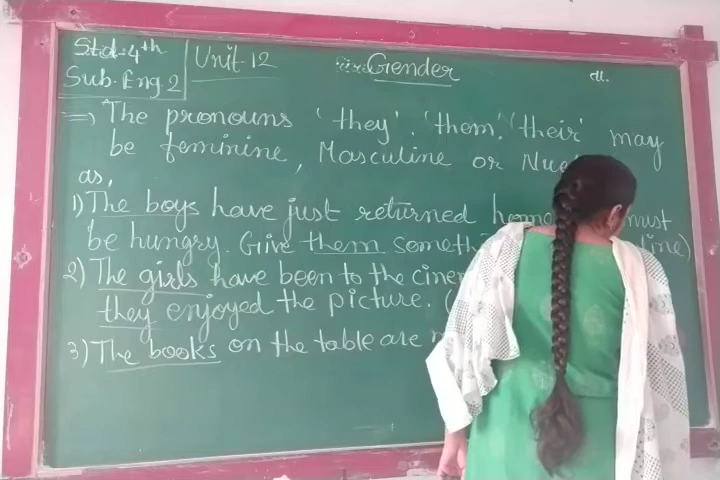 Std-4th
Sub-Eng 2
Unit-12
Gender
⇒ The pronouns 'they', 'them', 'their' may
be feminine, Masculine or
as,
1) The boys have just returned home must
be hungry. Give them
2) The girls have been to the
they enjoyed the picture. (
3) The books on the table are